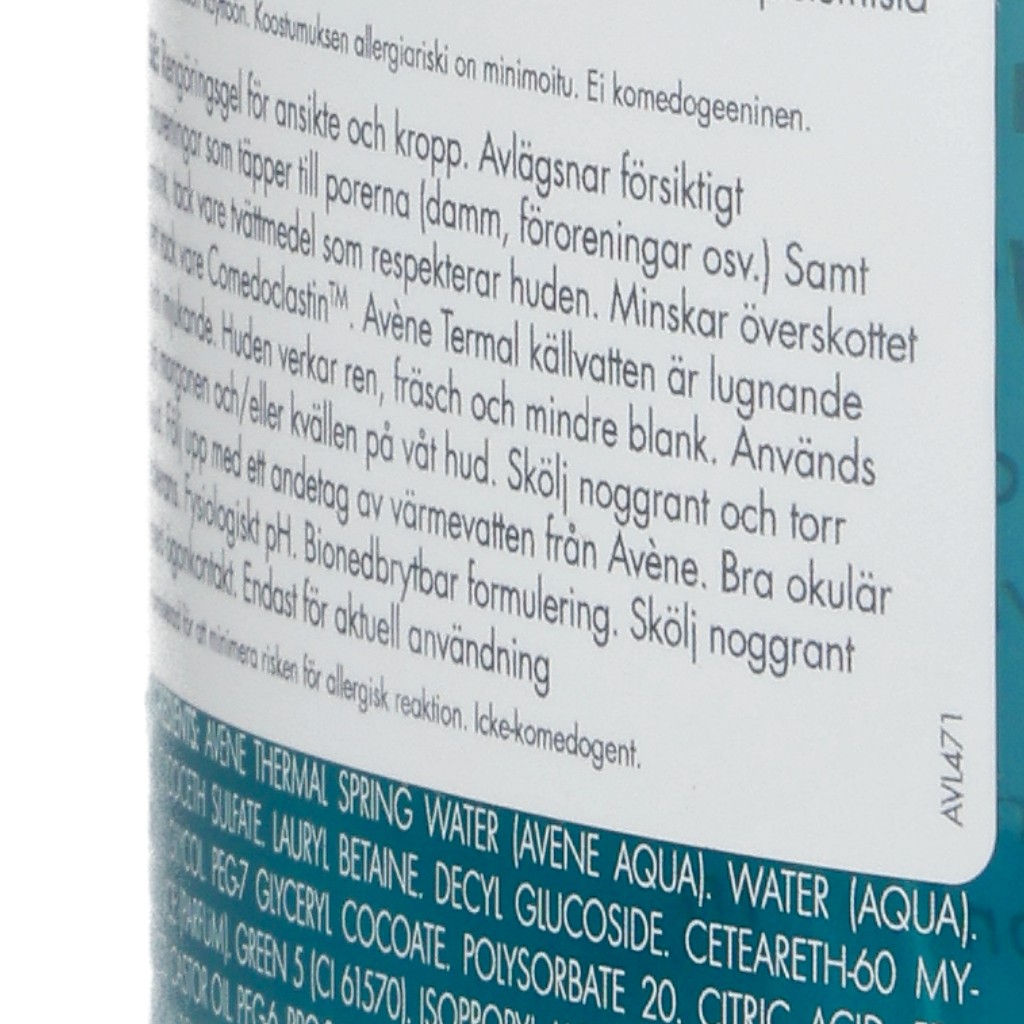 Koostumuksen allergiariski on minimoitu. Ei komedogeeninen.
Rengöringsgel för ansikte och kropp. Avlägsnar försiktigt
som täpper till porerna (damm, föroreningar osv.) Samt
tack vare tvättmedel som respekterar huden. Minskar överskottet
tack vare Comedoclastin™. Avène Termal källvatten är lugnande
mjukande. Huden verkar ren, fräsch och mindre blank. Används
morgonen och/eller kvällen på våt hud. Skölj noggrant och torr
Följ upp med ett andetag av värmevatten från Avène. Bra okulär
Fysiologiskt pH. Bionedbrytbar formulering. Skölj noggrant
ögonkontakt. Endast för aktuell användning
för att minimera risken för allergisk reaktion. Icke-komedogent.
AVL471
AVENE THERMAL SPRING WATER (AVENE AQUA). WATER (AQUA).
SULFATE. LAURYL BETAINE. DECYL GLUCOSIDE. CETEARETH-60 MY-
PEG-7 GLYCERYL COCOATE. POLYSORBATE 20. CITRIC ACID.
(PARFUM). GREEN 5 (CI 61570). ISOPROPYL
CASTOR OIL. PEG-6